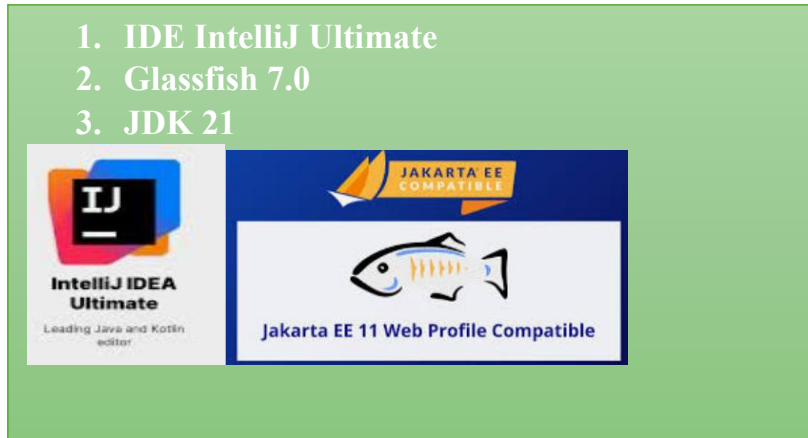 1. IDE IntelliJ Ultimate
2. Glassfish 7.0
3. JDK 21
IJ
IntelliJ IDEA
Ultimate
Leading Java and Kotlin
editor
JAKARTA EE
COMPATIBLE
Jakarta EE 11 Web Profile Compatible